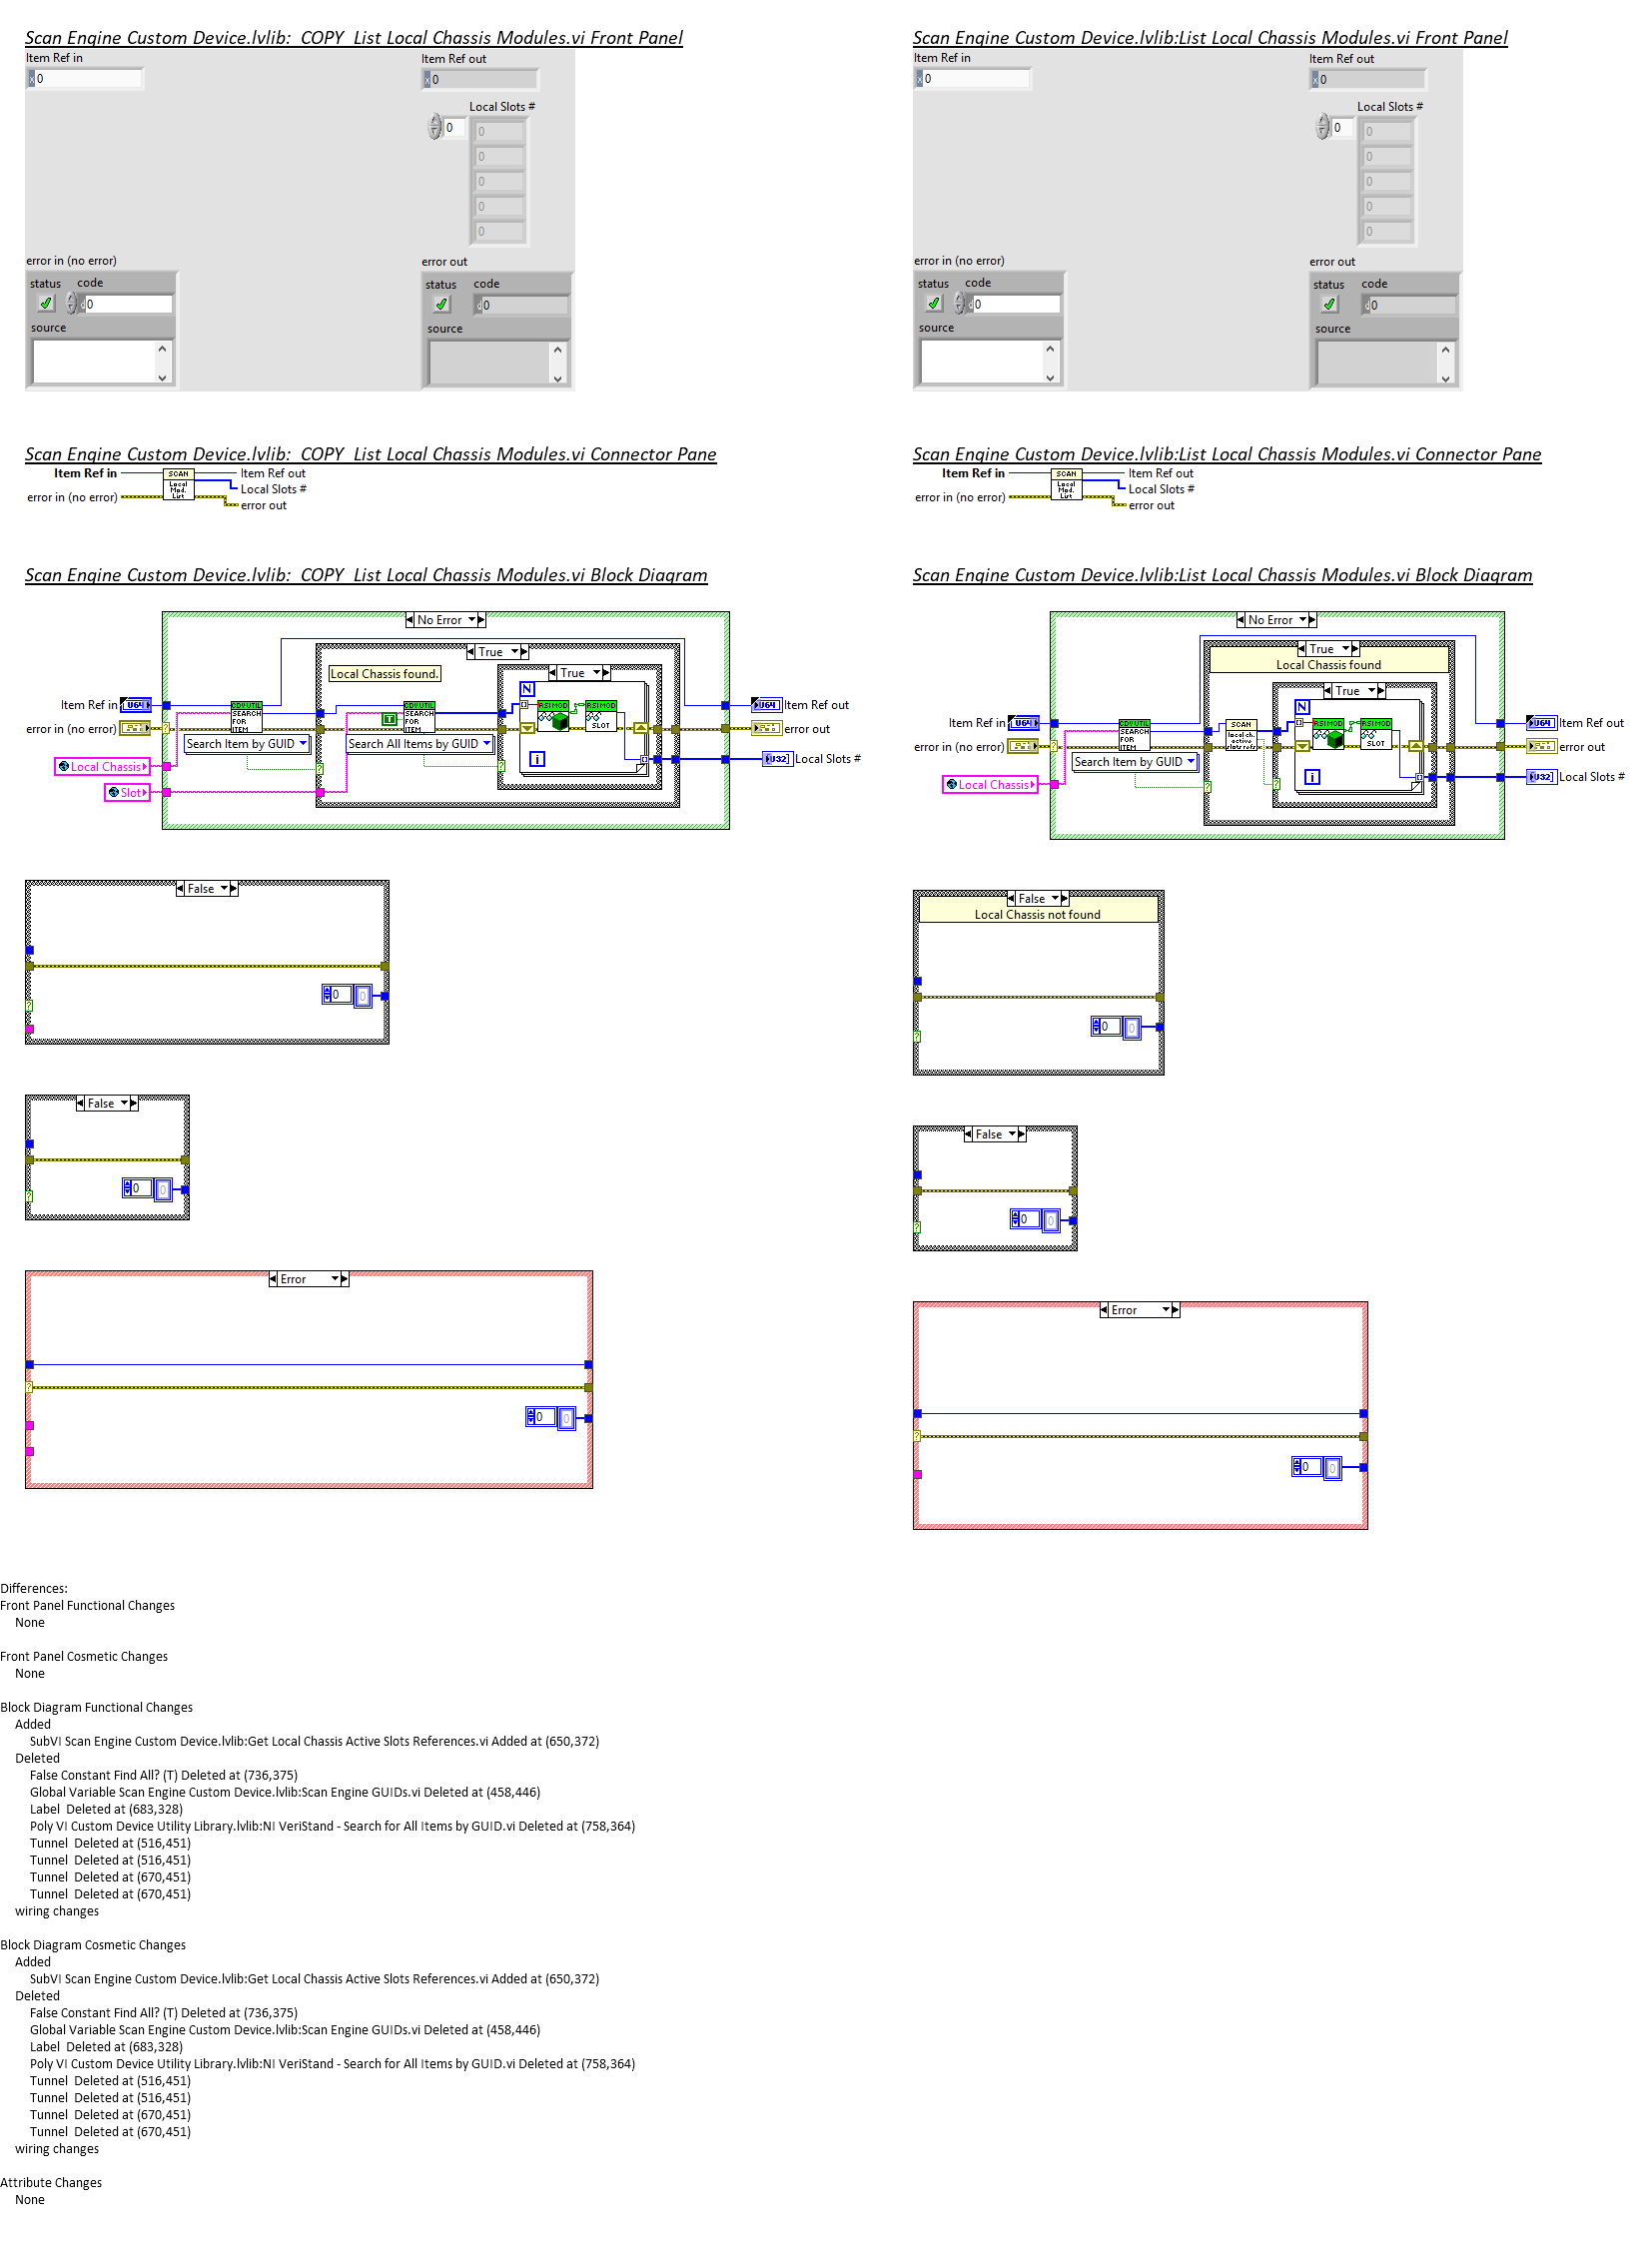 Scan Engine Custom Device.lvlib:  COPY  List Local Chassis Modules.vi Front Panel
Item Ref in
0
Item Ref out
0
Local Slots #
0
0
0
0
0
0
error in (no error)
status code
0
source
error out
status code
0
source
Scan Engine Custom Device.lvlib:List Local Chassis Modules.vi Front Panel
Item Ref in
0
Item Ref out
0
Local Slots #
0
0
0
0
0
0
error in (no error)
status code
0
source
error out
status code
0
source
Scan Engine Custom Device.lvlib:  COPY  List Local Chassis Modules.vi Connector Pane
Item Ref in
error in (no error)
SCAN
Local
Mod.
List
Item Ref out
Local Slots #
error out
Scan Engine Custom Device.lvlib:List Local Chassis Modules.vi Connector Pane
Item Ref in
error in (no error)
SCAN
Local
Mod.
List
Item Ref out
Local Slots #
error out
Scan Engine Custom Device.lvlib:  COPY  List Local Chassis Modules.vi Block Diagram
No Error
True
Local Chassis found.
True
N
Item Ref in
U64
error in (no error)
CDVUTIL
SEARCH
FOR
ITEM
Search Item by GUID
T
CDVUTIL
SEARCH
FOR
ITEM
Search All Items by GUID
RSIMOD
RSIMOD
SLOT
i
Local Chassis
Slot
U64
Item Ref out
error out
U32
Local Slots #
False
0
0
False
0
0
Error
0
0
Scan Engine Custom Device.lvlib:List Local Chassis Modules.vi Block Diagram
No Error
True
Local Chassis found
True
N
Item Ref in
U64
error in (no error)
CDVUTIL
SEARCH
FOR
ITEM
Search Item by GUID
SCAN
local ch.
active
RSIMOD
RSIMOD
SLOT
i
Local Chassis
U64
Item Ref out
error out
U32
Local Slots #
False
Local Chassis not found
0
0
False
0
0
Error
0
0
Differences:
Front Panel Functional Changes
None
Front Panel Cosmetic Changes
None
Block Diagram Functional Changes
Added
SubVI Scan Engine Custom Device.lvlib:Get Local Chassis Active Slots References.vi Added at (650,372)
Deleted
False Constant Find All? (T) Deleted at (736,375)
Global Variable Scan Engine Custom Device.lvlib:Scan Engine GUIDs.vi Deleted at (458,446)
Label  Deleted at (683,328)
Poly VI Custom Device Utility Library.lvlib:NI VeriStand - Search for All Items by GUID.vi Deleted at (758,364)
Tunnel  Deleted at (516,451)
Tunnel  Deleted at (516,451)
Tunnel  Deleted at (670,451)
Tunnel  Deleted at (670,451)
wiring changes
Block Diagram Cosmetic Changes
Added
SubVI Scan Engine Custom Device.lvlib:Get Local Chassis Active Slots References.vi Added at (650,372)
Deleted
False Constant Find All? (T) Deleted at (736,375)
Global Variable Scan Engine Custom Device.lvlib:Scan Engine GUIDs.vi Deleted at (458,446)
Label  Deleted at (683,328)
Poly VI Custom Device Utility Library.lvlib:NI VeriStand - Search for All Items by GUID.vi Deleted at (758,364)
Tunnel  Deleted at (516,451)
Tunnel  Deleted at (516,451)
Tunnel  Deleted at (670,451)
Tunnel  Deleted at (670,451)
wiring changes
Attribute Changes
None